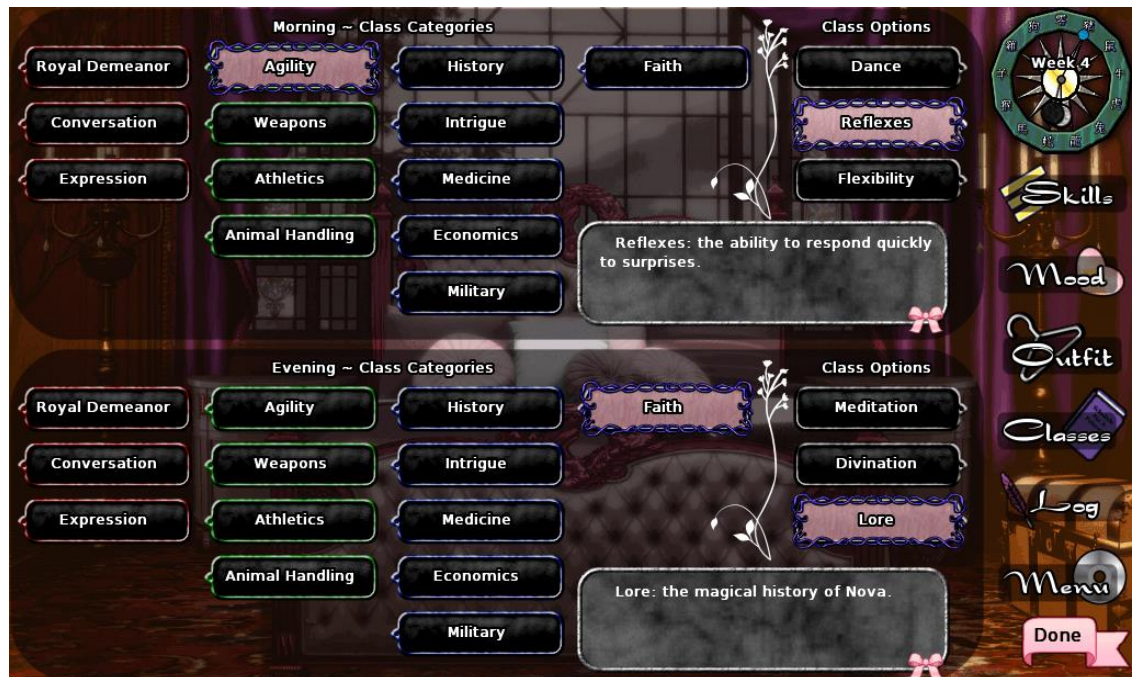 Morning ~ Class Categories
Class Options
Royal Demeanor
Agility
History
Faith
Dance
Conversation
Weapons
Intrigue
Reflexes
Expression
Athletics
Medicine
Flexibility
Animal Handling
Economics
Military
Reflexes: the ability to respond quickly
to surprises.
Evening ~ Class Categories
Class Options
Royal Demeanor
Agility
History
Faith
Meditation
Conversation
Weapons
Intrigue
Divination
Expression
Athletics
Medicine
Lore
Animal Handling
Economics
Military
Lore: the magical history of Nova.
Week 4
Skills
Mood
Outfit
Classes
Log
Menu
Done